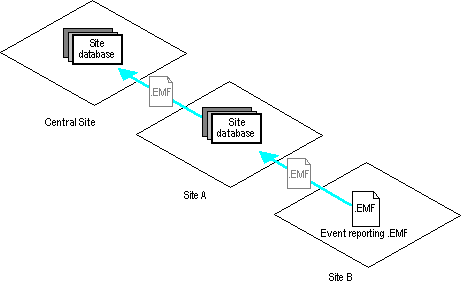 Site
database
.EMF
Central Site
Site
database
Site A
.EMF
.EMF
Event reporting .EMF
Site B